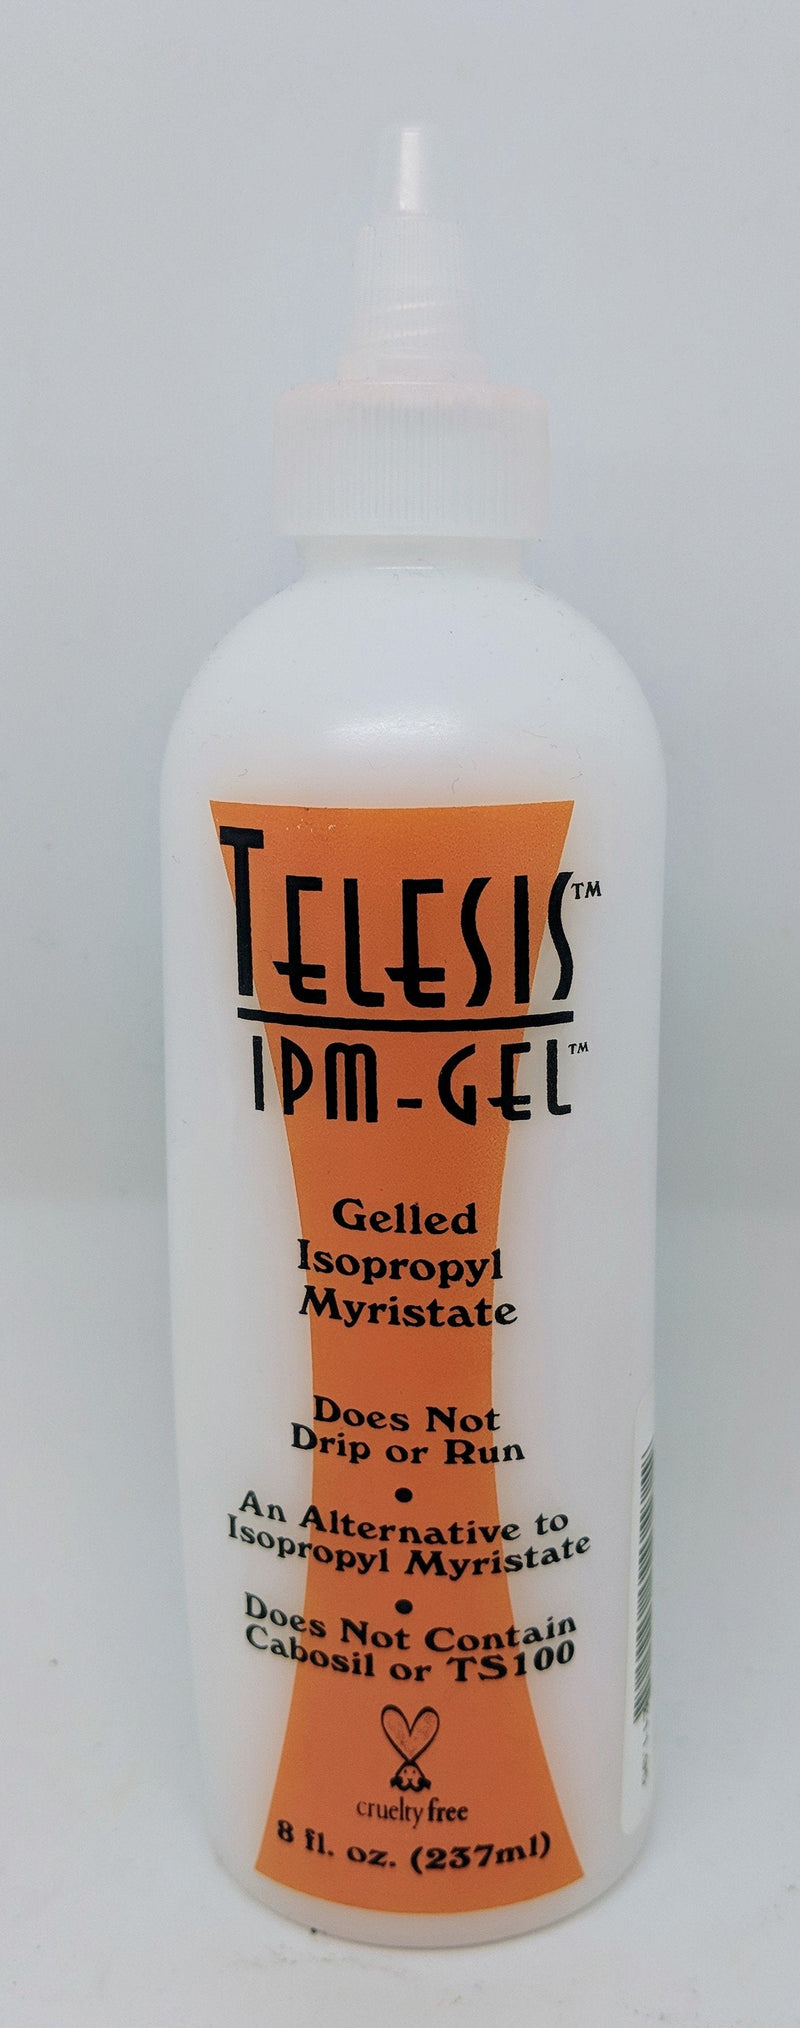 TELESIS™
IPM-GEL™
Gelled
Isopropyl
Myristate
Does Not
Drip or Run
•
An Alternative to
Isopropyl Myristate
•
Does Not Contain
Cabosil or TS100
cruelty free
8 fl. oz. (237ml)